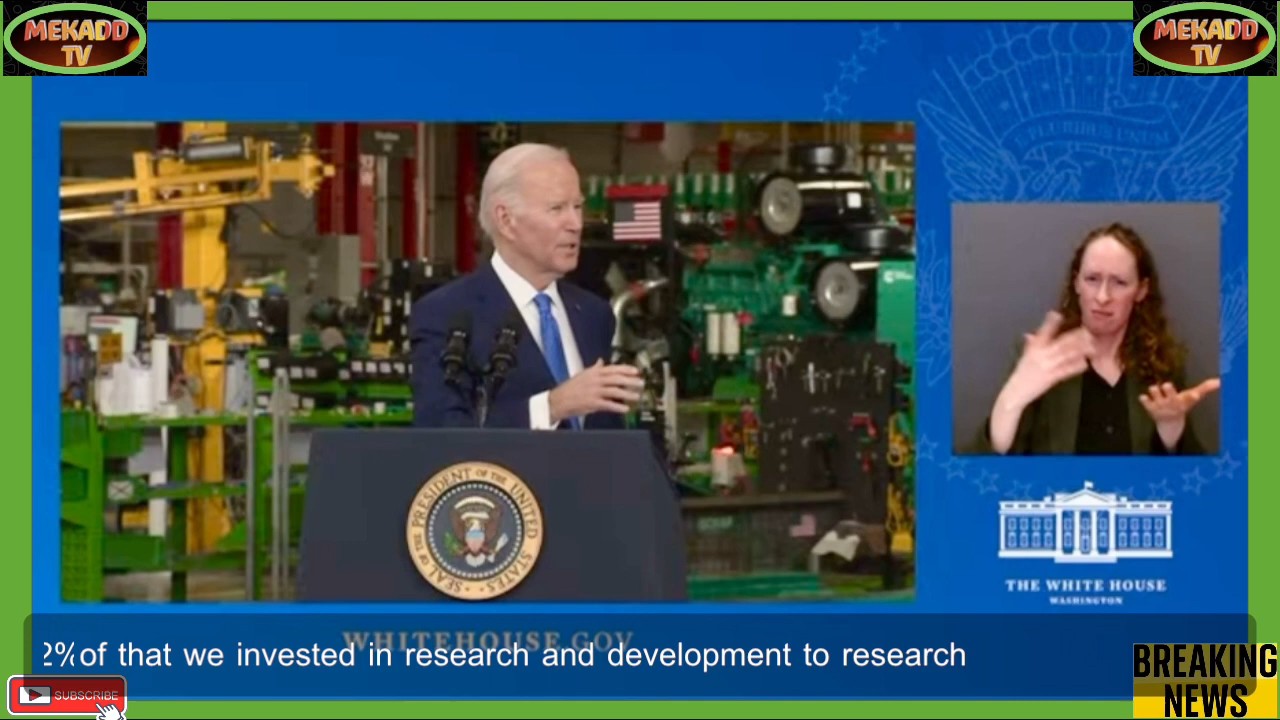 MEKADD
TV
MEKADD
TV
E PLURIBUS UNUM
SEAL OF THE PRESIDENT OF THE UNITED STATES
THE WHITE HOUSE
WASHINGTON
WHITEHOUSE.GOV
2% of that we invested in research and development to research
SUBSCRIBE
BREAKING
NEWS